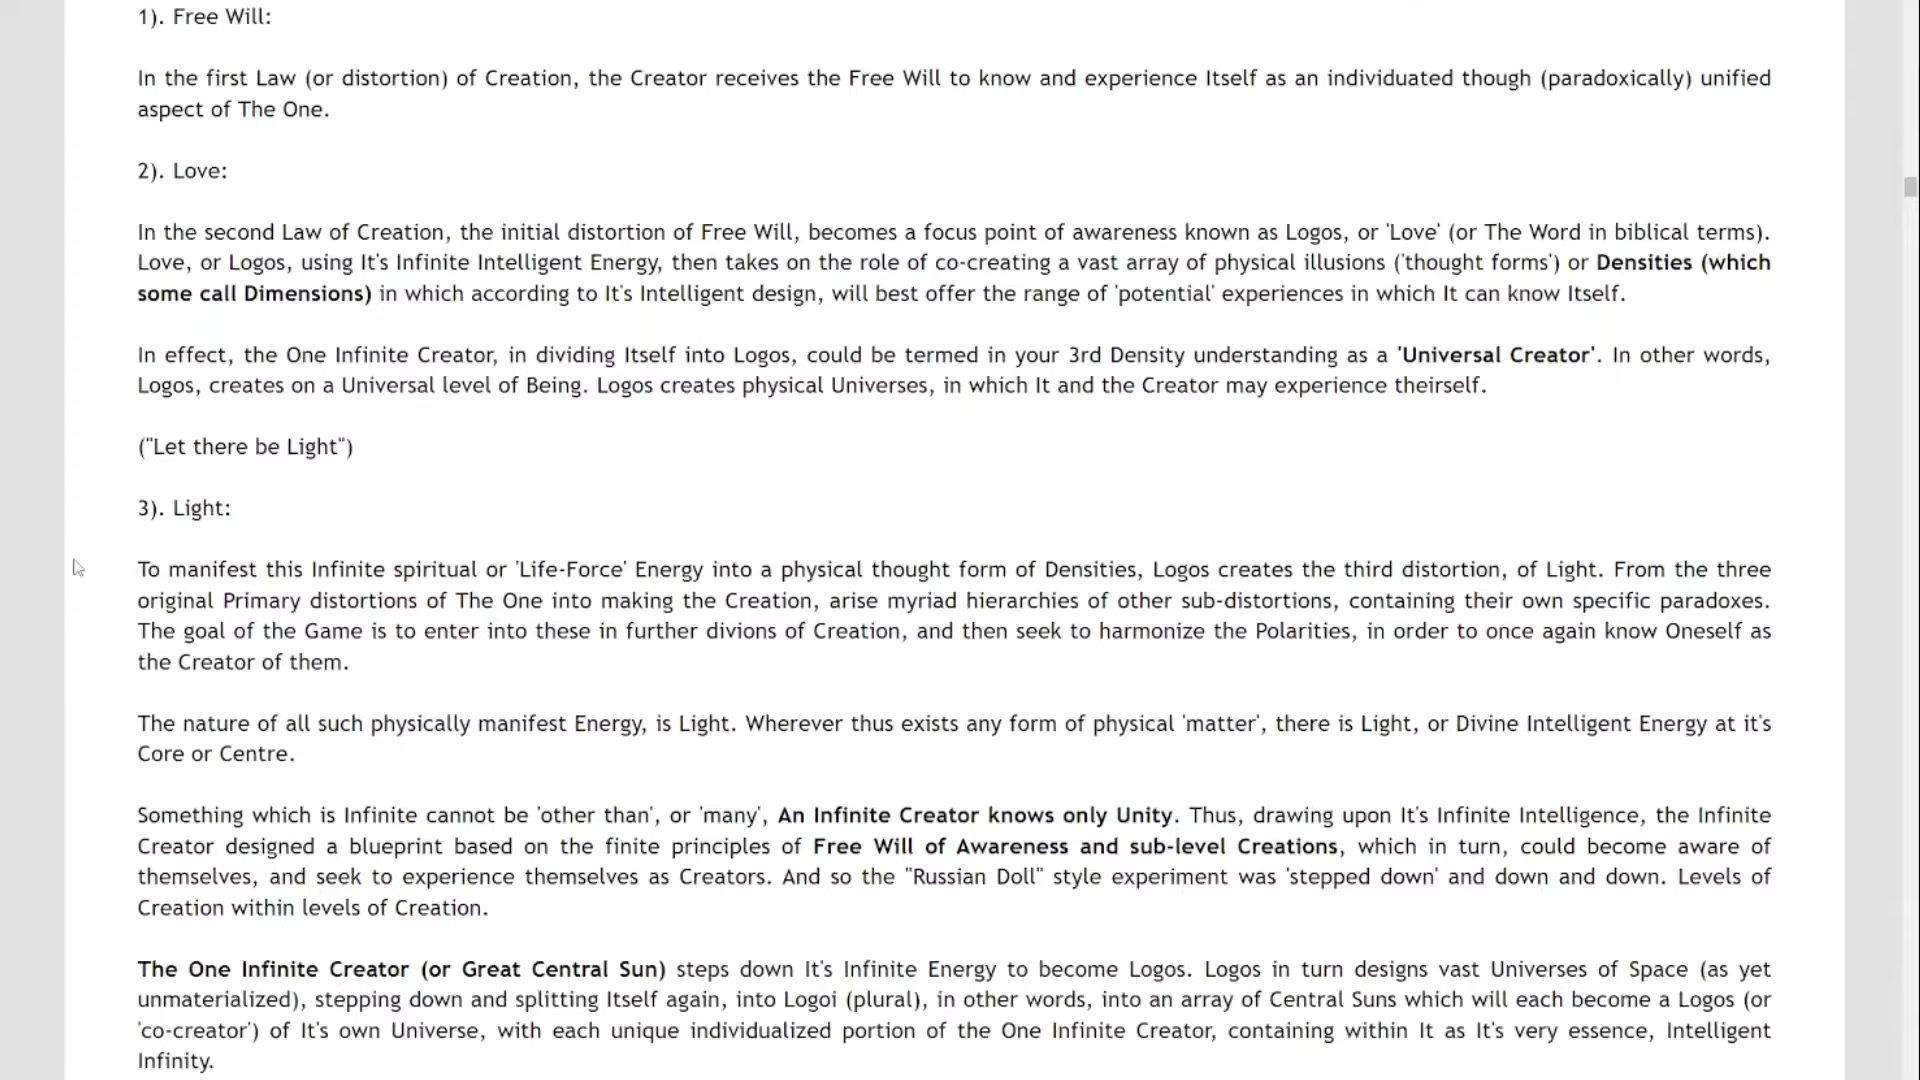 1). Free Will:
In the first Law (or distortion) of Creation, the Creator receives the Free Will to know and experience Itself as an individuated though (paradoxically) unified
aspect of The One.
2). Love:
In the second Law of Creation, the initial distortion of Free Will, becomes a focus point of awareness known as Logos, or 'Love' (or The Word in biblical terms).
Love, or Logos, using It's Infinite Intelligent Energy, then takes on the role of co-creating a vast array of physical illusions ('thought forms') or Densities (which
some call Dimensions) in which according to It's Intelligent design, will best offer the range of 'potential' experiences in which It can know Itself.
In effect, the One Infinite Creator, in dividing Itself into Logos, could be termed in your 3rd Density understanding as a 'Universal Creator'. In other words,
Logos, creates on a Universal level of Being. Logos creates physical Universes, in which It and the Creator may experience theirself.
("Let there be Light")
3). Light:
To manifest this Infinite spiritual or 'Life-Force' Energy into a physical thought form of Densities, Logos creates the third distortion, of Light. From the three
original Primary distortions of The One into making the Creation, arise myriad hierarchies of other sub-distortions, containing their own specific paradoxes.
The goal of the Game is to enter into these in further divions of Creation, and then seek to harmonize the Polarities, in order to once again know Oneself as
the Creator of them.
The nature of all such physically manifest Energy, is Light. Wherever thus exists any form of physical 'matter', there is Light, or Divine Intelligent Energy at it's
Core or Centre.
Something which is Infinite cannot be 'other than', or 'many', An Infinite Creator knows only Unity. Thus, drawing upon It's Infinite Intelligence, the Infinite
Creator designed a blueprint based on the finite principles of Free Will of Awareness and sub-level Creations, which in turn, could become aware of
themselves, and seek to experience themselves as Creators. And so the "Russian Doll" style experiment was 'stepped down' and down and down. Levels of
Creation within levels of Creation.
The One Infinite Creator (or Great Central Sun) steps down It's Infinite Energy to become Logos. Logos in turn designs vast Universes of Space (as yet
unmaterialized), stepping down and splitting Itself again, into Logoi (plural), in other words, into an array of Central Suns which will each become a Logos (or
'co-creator') of It's own Universe, with each unique individualized portion of the One Infinite Creator, containing within It as It's very essence, Intelligent
Infinity.